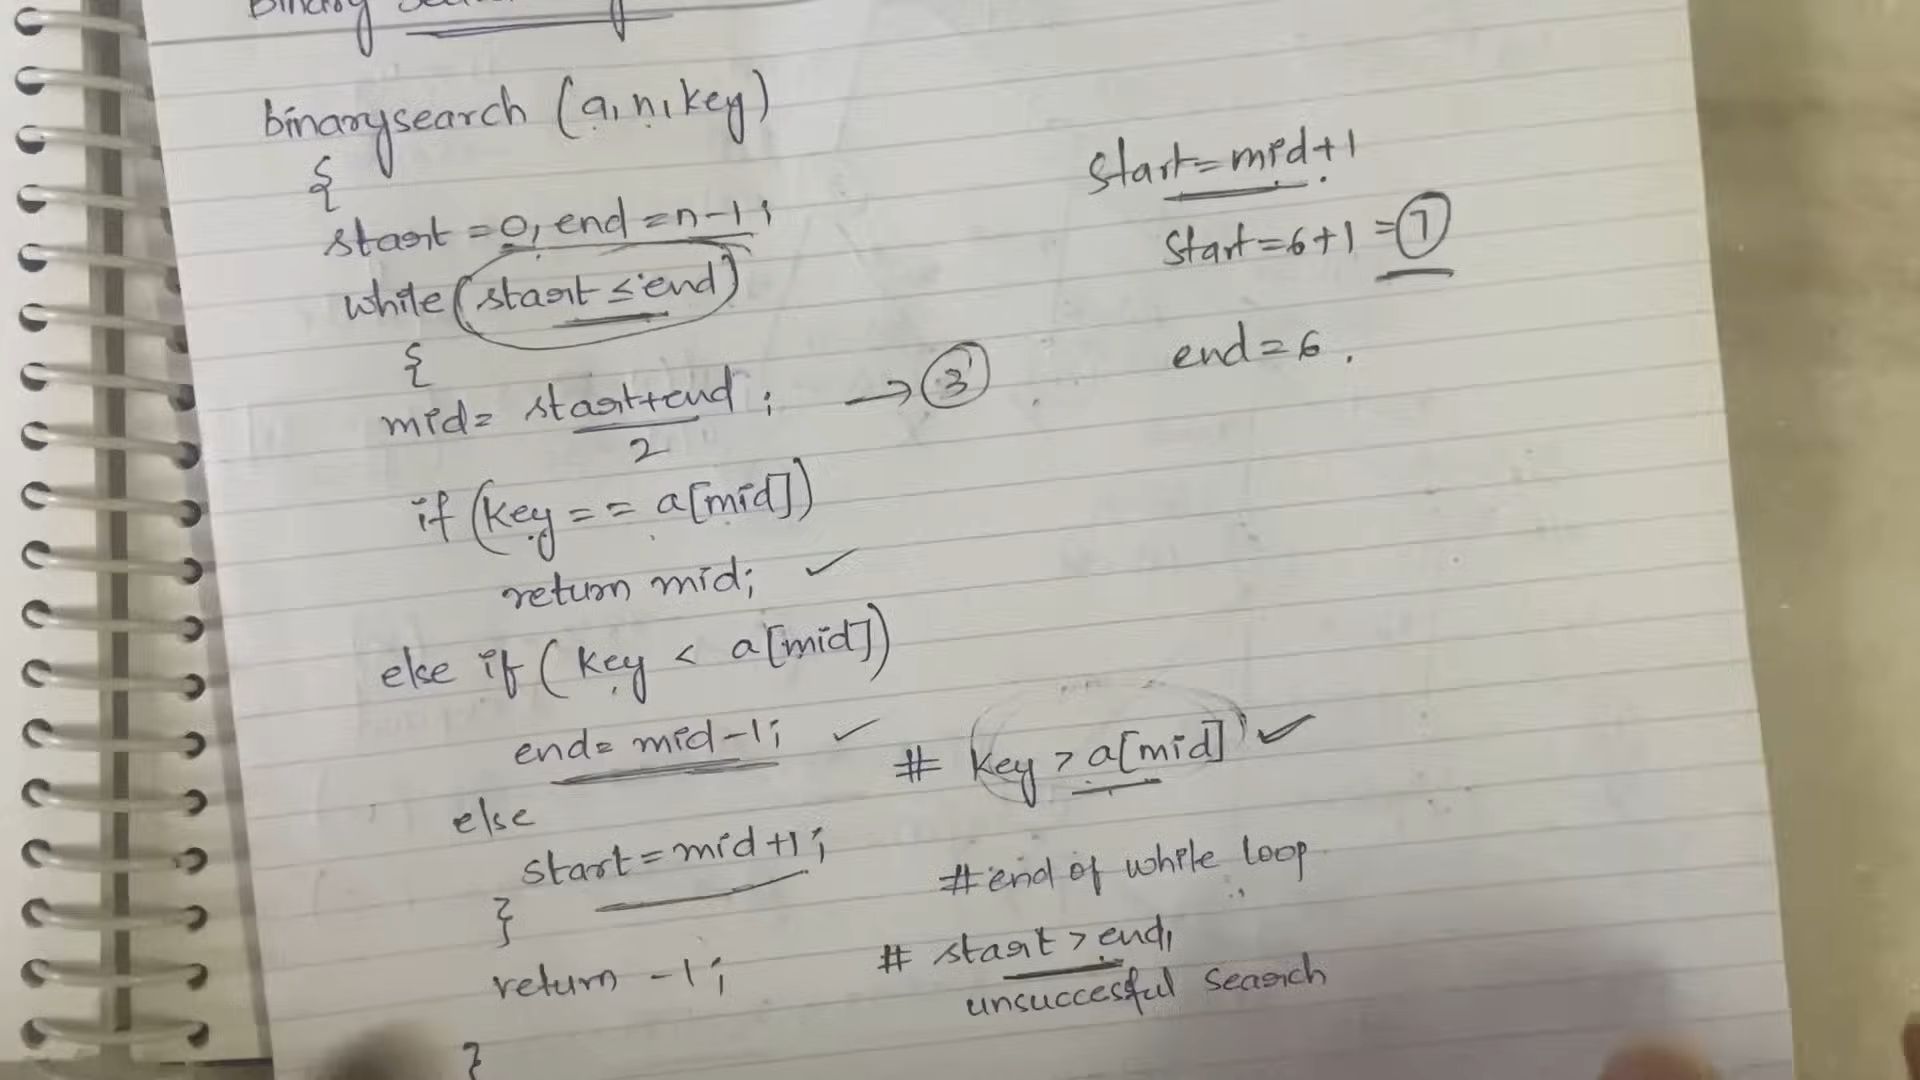 binarysearch (a, n, key)
{
start = 0, end = n-1;
while (start ≤ end)
{
mid = start+end ; → 3
2
if (key == a[mid])
return mid; ✓
else if (key < a[mid])
end = mid-1; ✓
# key > a[mid] ✓
else
start = mid+1;
# end of while loop
}
return -1;
# start > end,
unsuccesful search
}
Start = mid+1
Start = 6+1 = 7
end = 6.